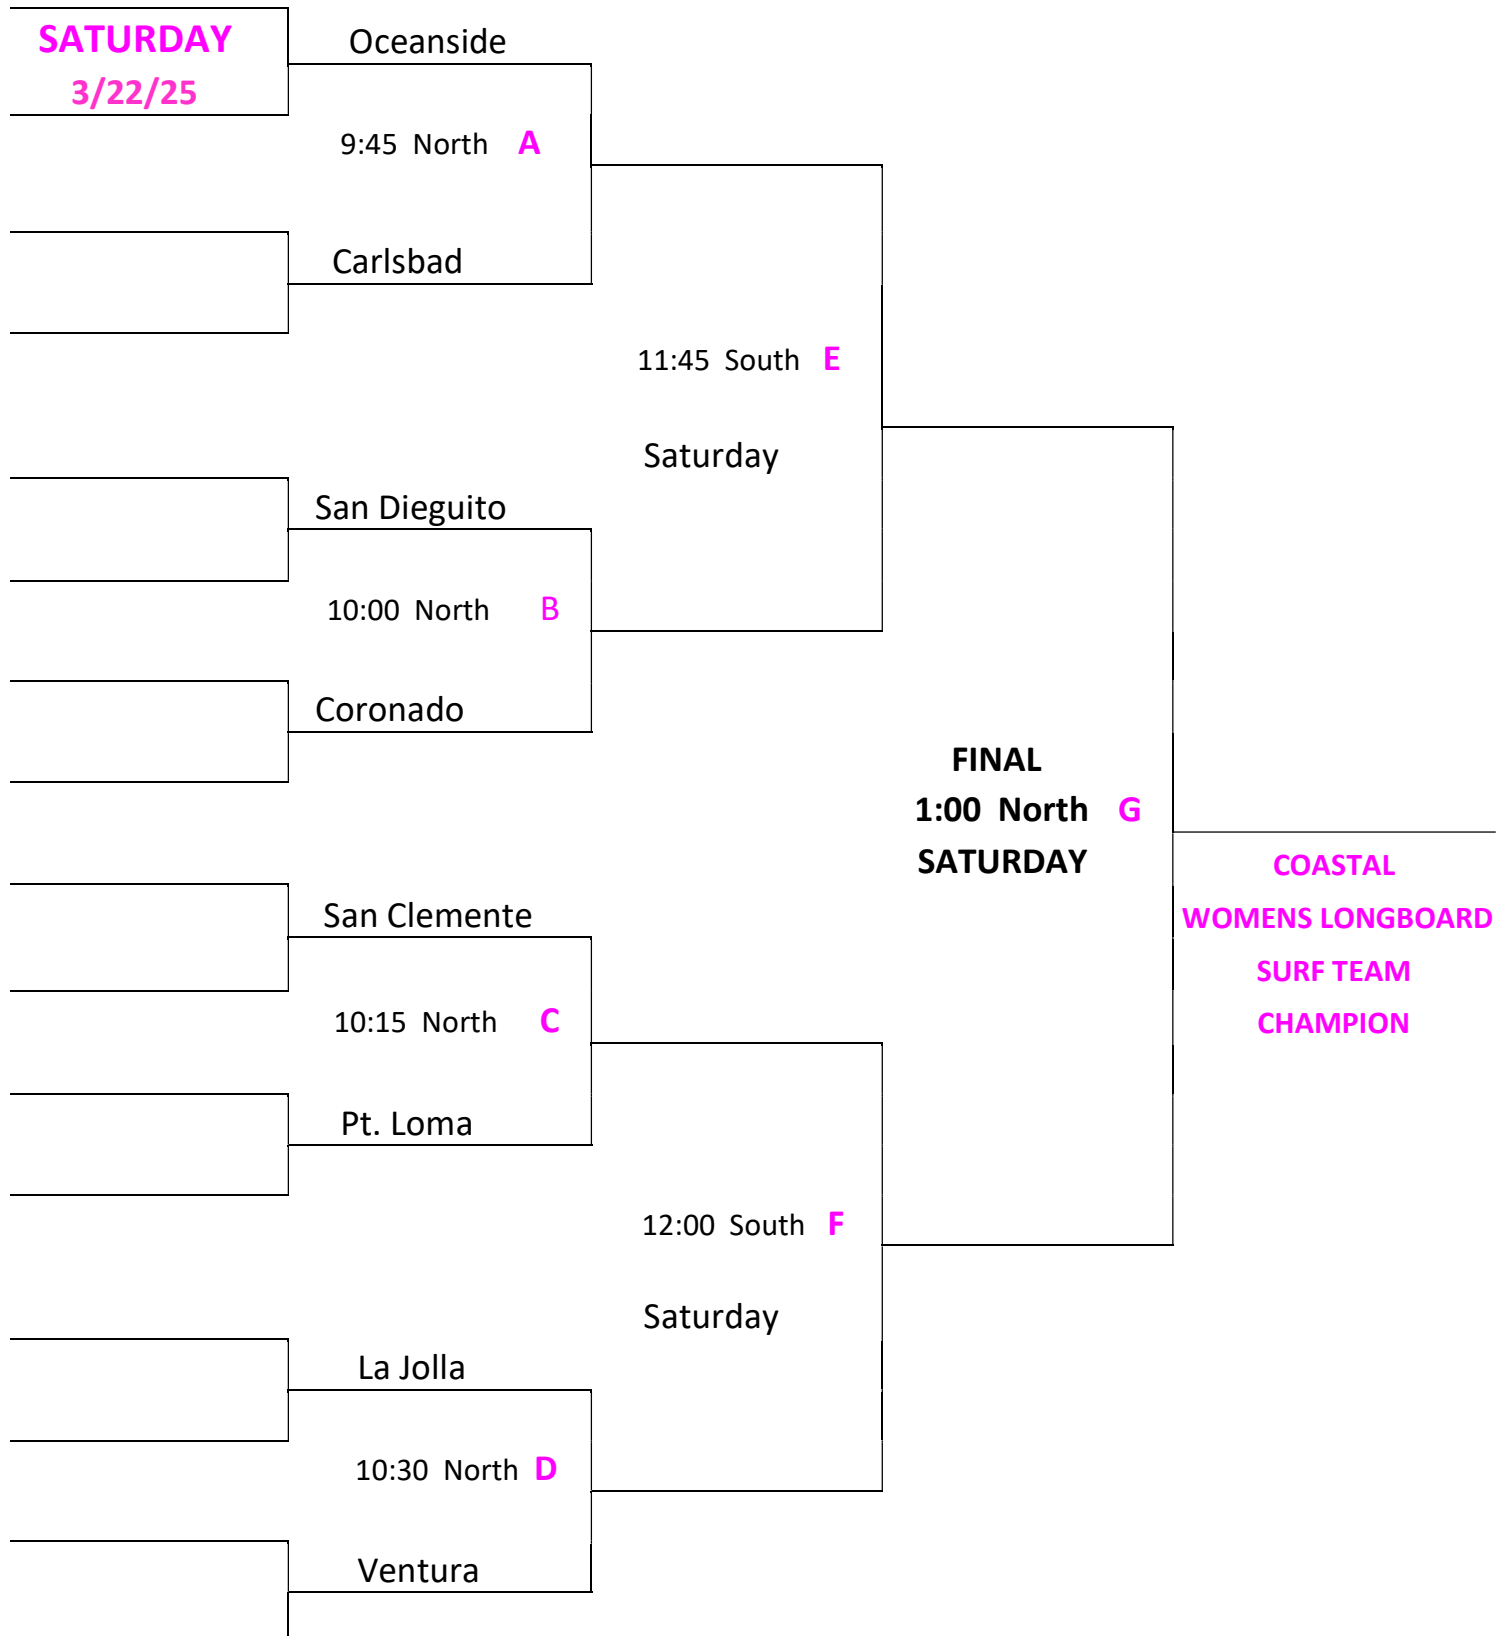 SATURDAY
3/22/25
Oceanside
9:45 North A
Carlsbad
11:45 South E
Saturday
San Dieguito
10:00 North B
Coronado
FINAL
1:00 North G
SATURDAY
COASTAL
WOMENS LONGBOARD
SURF TEAM
CHAMPION
San Clemente
10:15 North C
Pt. Loma
12:00 South F
Saturday
La Jolla
10:30 North D
Ventura